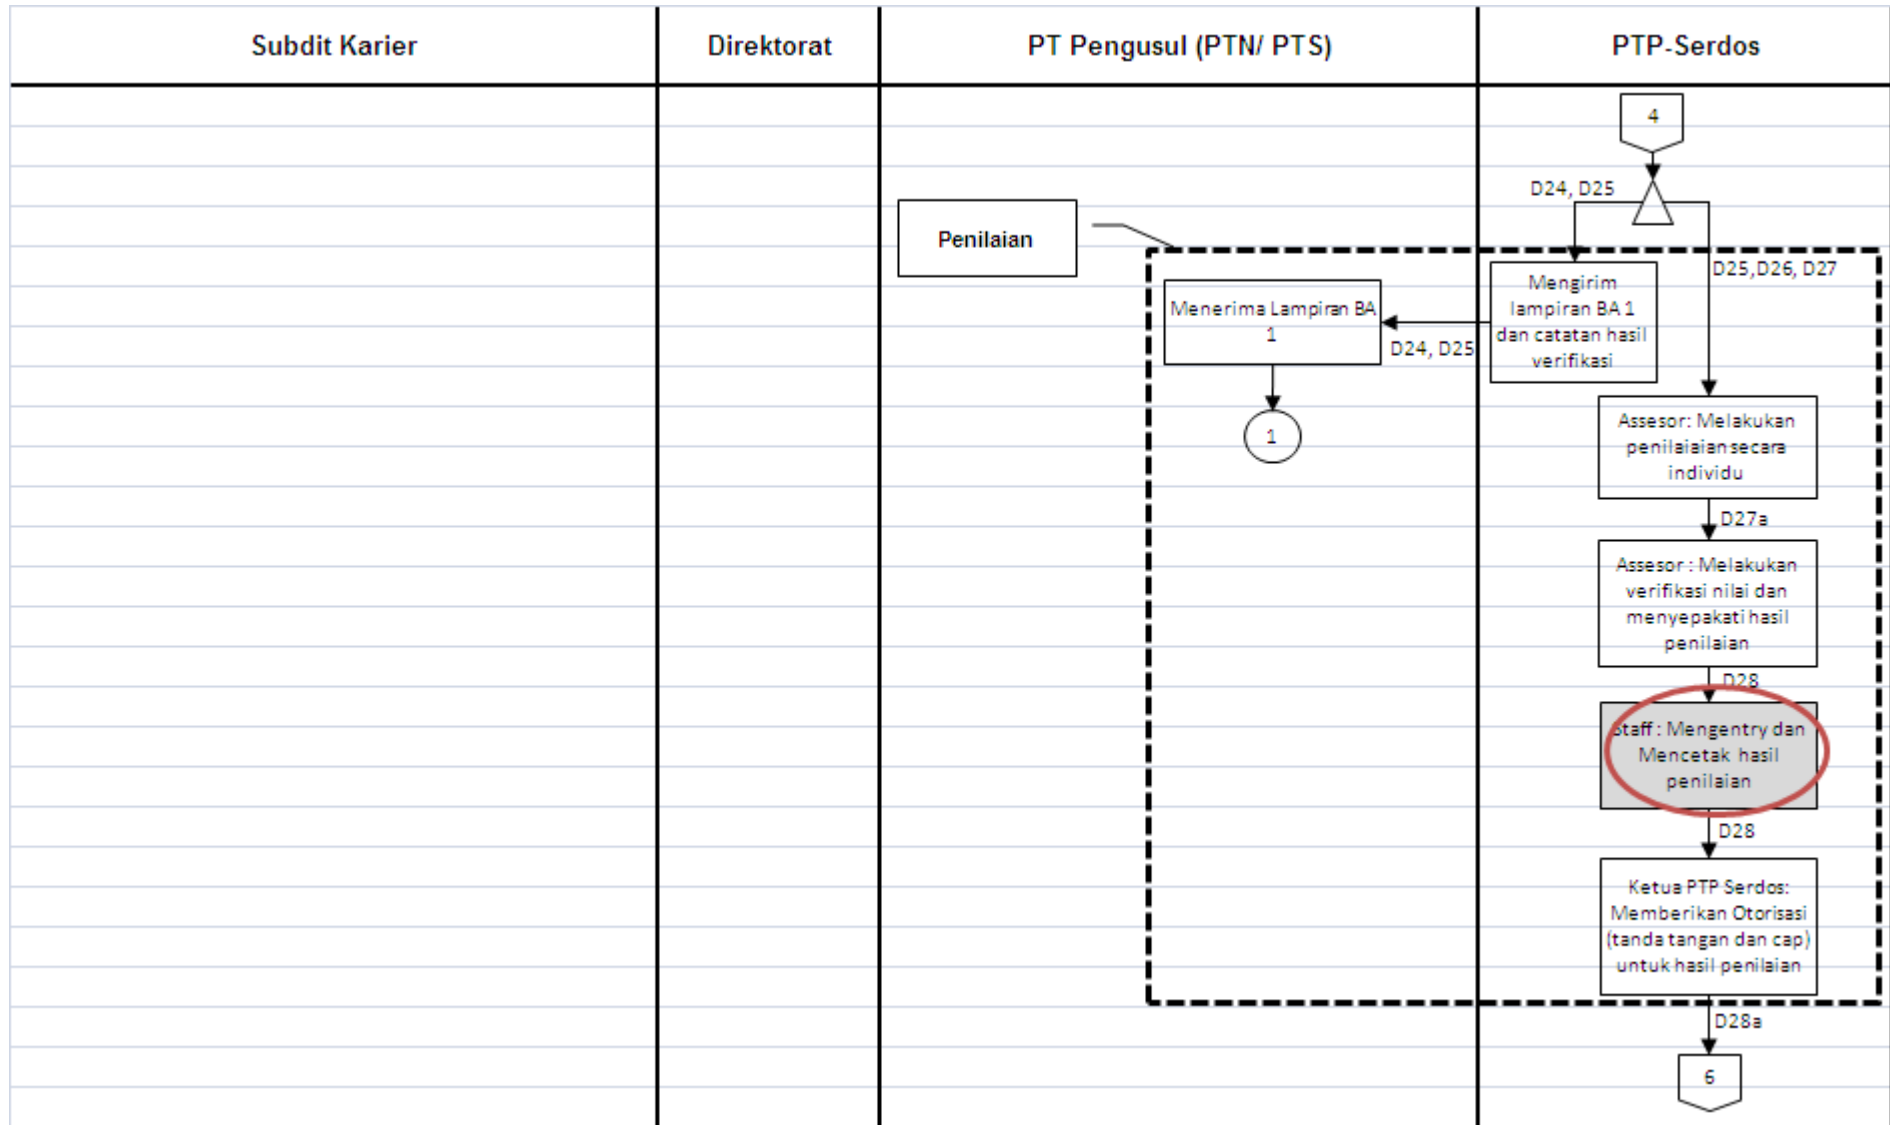 Subdit Karier
Direktorat
PT Pengusul (PTN/ PTS)
PTP-Serdos
4
D24, D25
Penilaian
D25,D26, D27
Mengirim
lampiran BA 1
dan catatan hasil
verifikasi
Menerima Lampiran BA
1
D24, D25
1
Assesor: Melakukan
penilaiaian secara
individu
D27a
Assesor : Melakukan
verifikasi nilai dan
menyepakati hasil
penilaian
D28
Staff : Mengentry dan
Mencetak hasil
penilaian
D28
Ketua PTP Serdos:
Memberikan Otorisasi
(tanda tangan dan cap)
untuk hasil penilaian
D28a
6